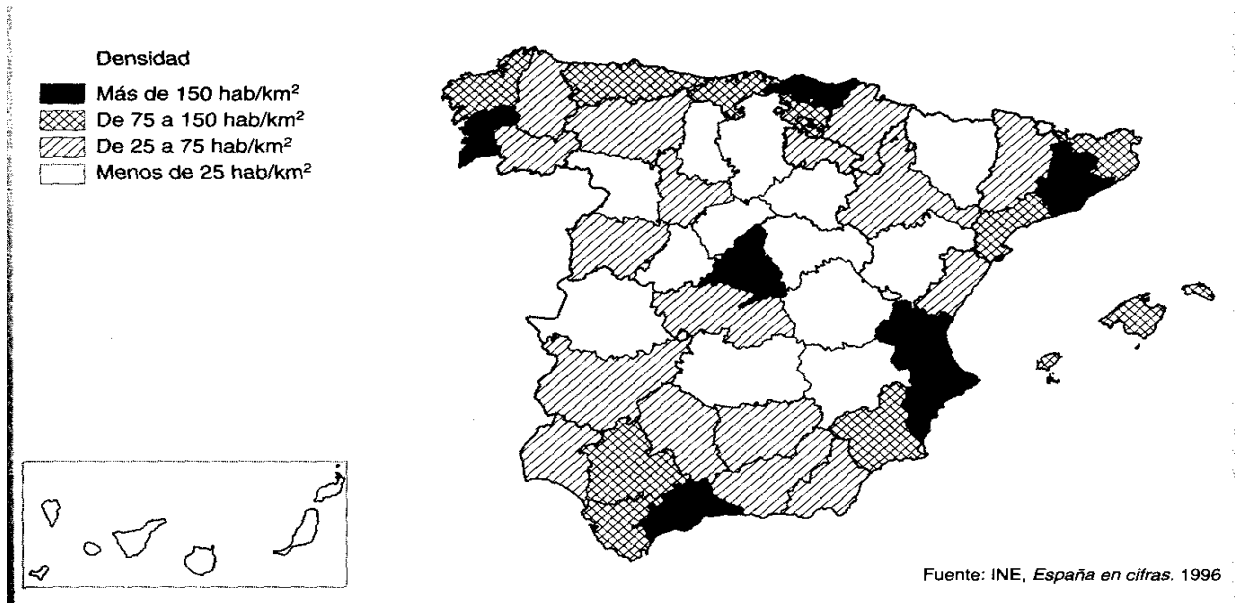 Densidad
Más de 150 hab/km²
De 75 a 150 hab/km²
De 25 a 75 hab/km²
Menos de 25 hab/km²
Fuente: INE, España en cifras. 1996